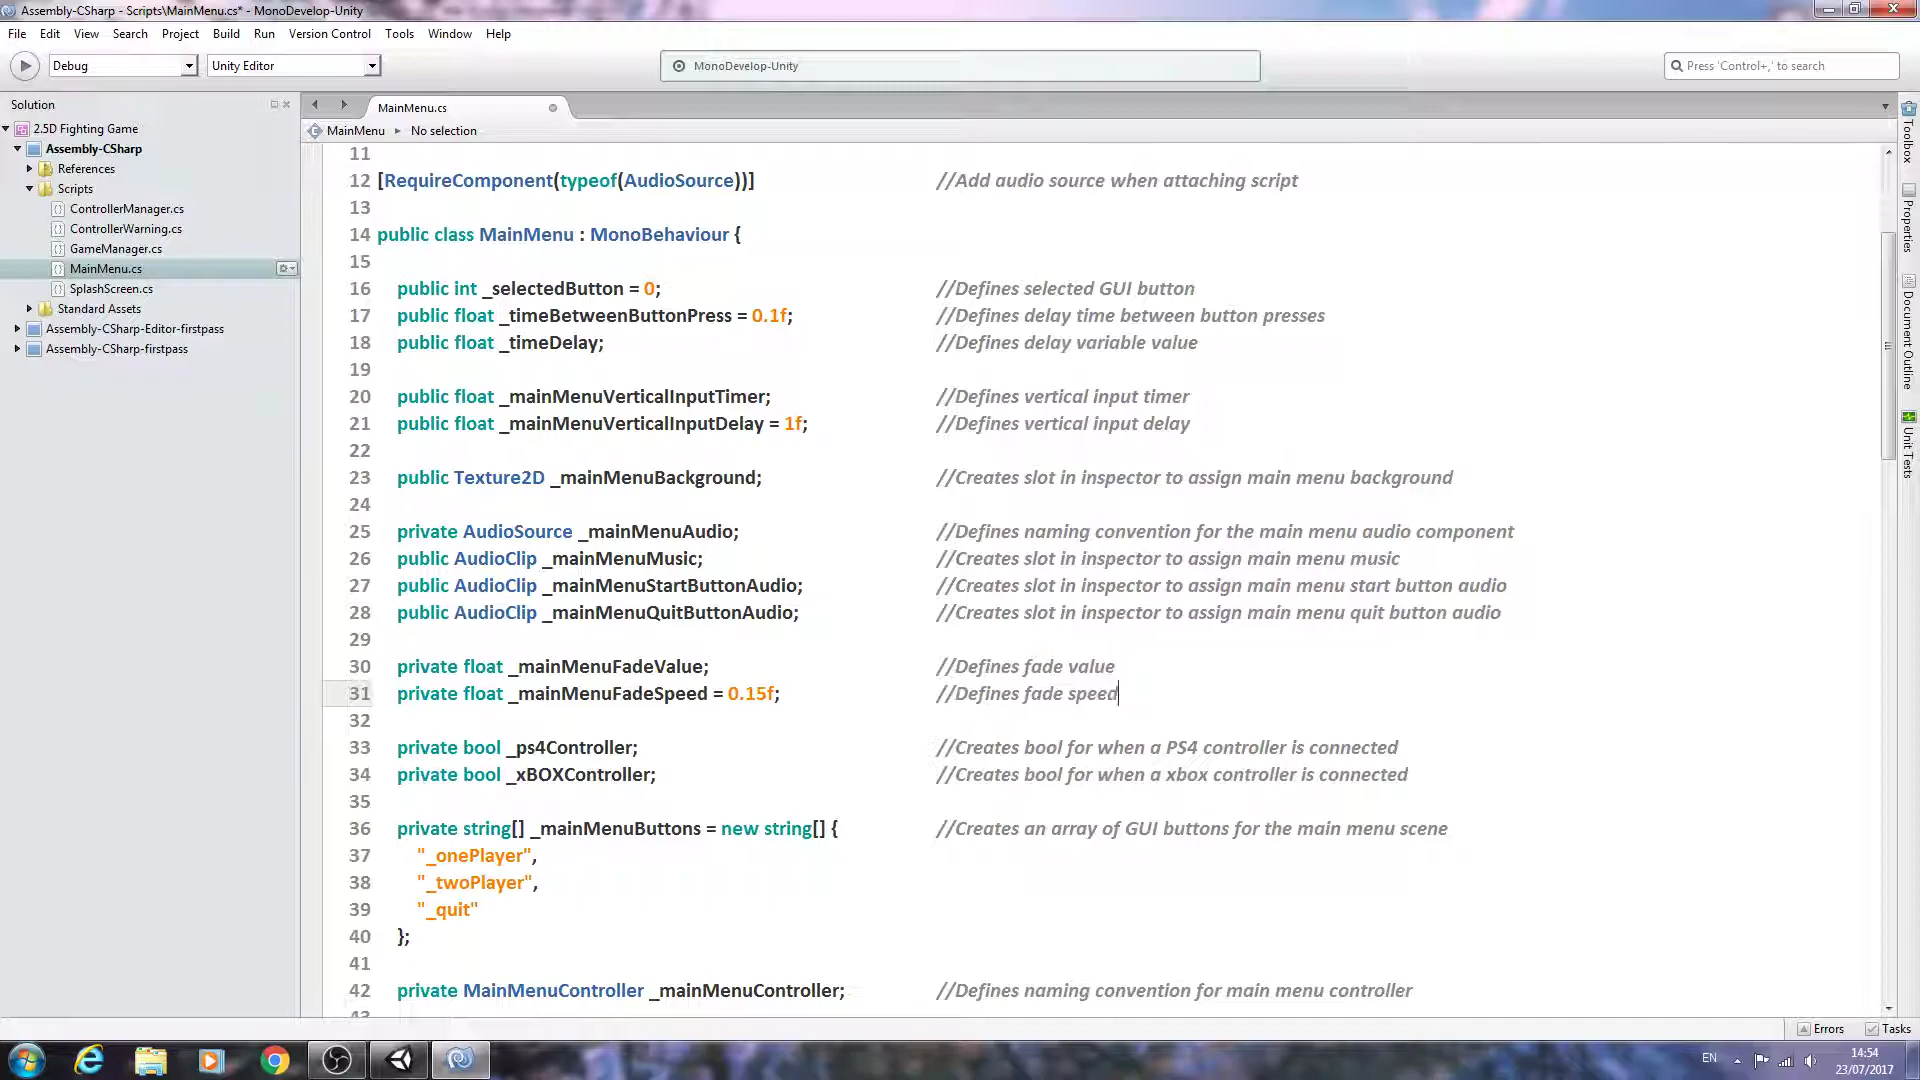 Assembly-CSharp - Scripts\MainMenu.cs* - MonoDevelop-Unity
File Edit View Search Project Build Run Version Control Tools Window Help
Debug Unity Editor MonoDevelop-Unity Press 'Control+,' to search
Solution
2.5D Fighting Game
Assembly-CSharp
References
Scripts
ControllerManager.cs
ControllerWarning.cs
GameManager.cs
MainMenu.cs
SplashScreen.cs
Standard Assets
Assembly-CSharp-Editor-firstpass
Assembly-CSharp-firstpass
MainMenu.cs
MainMenu ▸ No selection
11
12 [RequireComponent(typeof(AudioSource))] //Add audio source when attaching script
13
14 public class MainMenu : MonoBehaviour {
15
16 public int _selectedButton = 0; //Defines selected GUI button
17 public float _timeBetweenButtonPress = 0.1f; //Defines delay time between button presses
18 public float _timeDelay; //Defines delay variable value
19
20 public float _mainMenuVerticalInputTimer; //Defines vertical input timer
21 public float _mainMenuVerticalInputDelay = 1f; //Defines vertical input delay
22
23 public Texture2D _mainMenuBackground; //Creates slot in inspector to assign main menu background
24
25 private AudioSource _mainMenuAudio; //Defines naming convention for the main menu audio component
26 public AudioClip _mainMenuMusic; //Creates slot in inspector to assign main menu music
27 public AudioClip _mainMenuStartButtonAudio; //Creates slot in inspector to assign main menu start button audio
28 public AudioClip _mainMenuQuitButtonAudio; //Creates slot in inspector to assign main menu quit button audio
29
30 private float _mainMenuFadeValue; //Defines fade value
31 private float _mainMenuFadeSpeed = 0.15f; //Defines fade speed
32
33 private bool _ps4Controller; //Creates bool for when a PS4 controller is connected
34 private bool _xBOXController; //Creates bool for when a xbox controller is connected
35
36 private string[] _mainMenuButtons = new string[] { //Creates an array of GUI buttons for the main menu scene
37 "_onePlayer",
38 "_twoPlayer",
39 "_quit"
40 };
41
42 private MainMenuController _mainMenuController; //Defines naming convention for main menu controller
43
Toolbox
Properties
Document Outline
Unit Tests
Errors Tasks
EN
14:54
23/07/2017